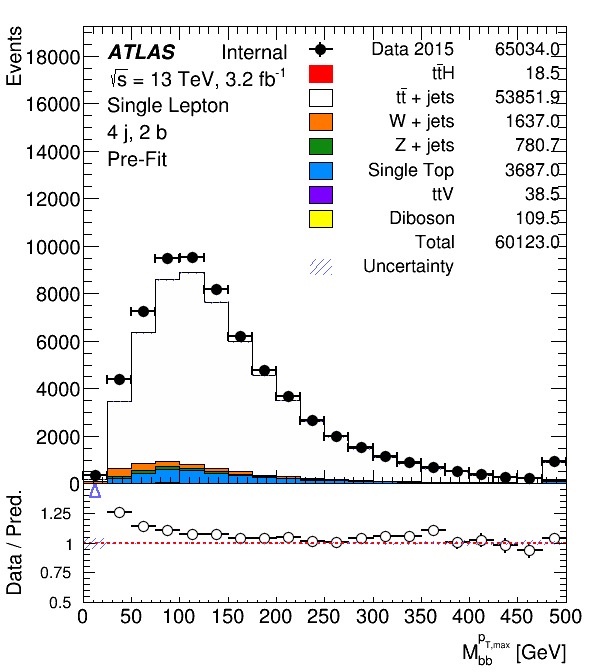 Events
18000
16000
14000
12000
10000
8000
6000
4000
2000
0
ATLAS Internal
√s = 13 TeV, 3.2 fb⁻¹
Single Lepton
4 j, 2 b
Pre-Fit
Data 2015 65034.0
tt̄H 18.5
tt̄ + jets 53851.9
W + jets 1637.0
Z + jets 780.7
Single Top 3687.0
ttV 38.5
Diboson 109.5
Total 60123.0
Uncertainty
Data / Pred.
1.25
1
0.75
0.5
0 50 100 150 200 250 300 350 400 450 500
M_bb^{p_{T,max}} [GeV]